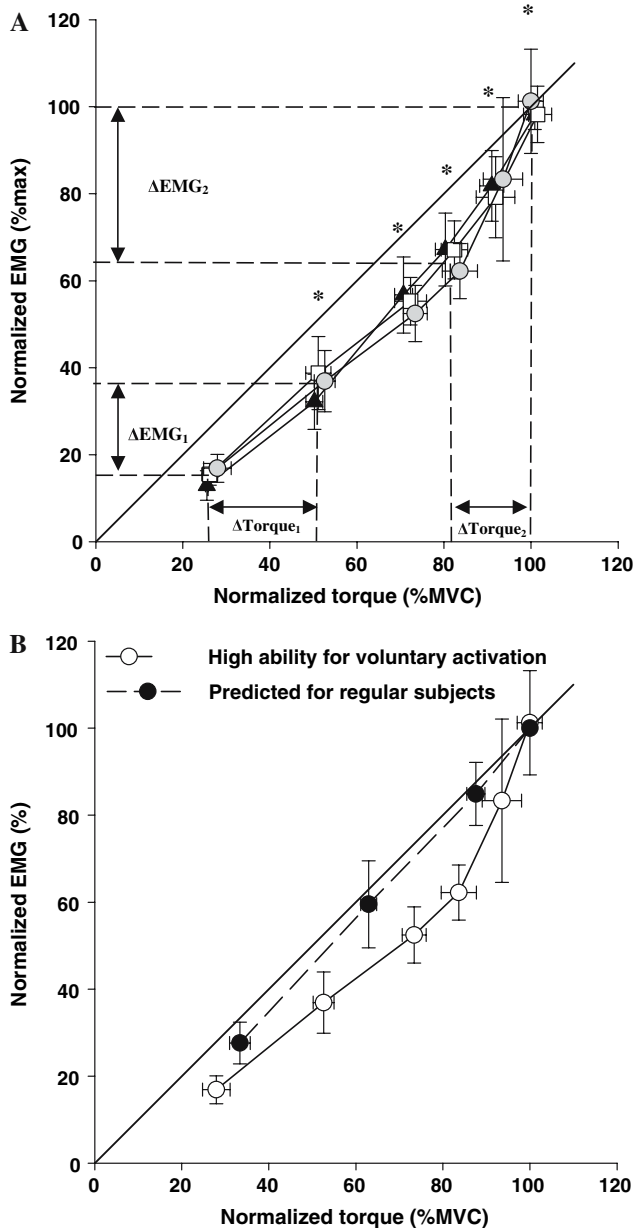 A
120
100
80
60
40
20
0
Normalized EMG (%max)
ΔEMG₂
ΔEMG₁
*
*
*
*
*
ΔTorque₁
ΔTorque₂
0 20 40 60 80 100 120
Normalized torque (%MVC)
B
High ability for voluntary activation
Predicted for regular subjects
120
100
80
60
40
20
0
Normalized EMG (%)
0 20 40 60 80 100 120
Normalized torque (%MVC)